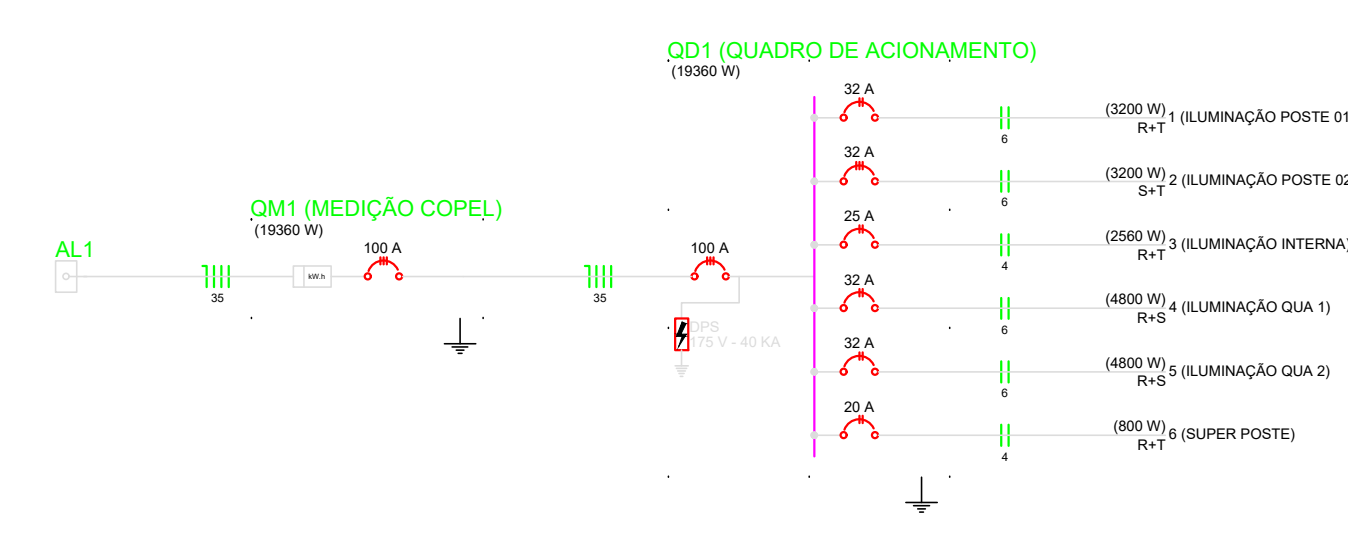 QD1 (QUADRO DE ACIONAMENTO)
(19360 W)
32 A
(3200 W)
R+T
1 (ILUMINAÇÃO POSTE 01
6
32 A
(3200 W)
S+T
2 (ILUMINAÇÃO POSTE 02
6
QM1 (MEDIÇÃO COPEL)
(19360 W)
25 A
(2560 W)
R+T
3 (ILUMINAÇÃO INTERNA)
4
AL1
100 A
100 A
kW.h
35
35
32 A
(4800 W)
R+S
4 (ILUMINAÇÃO QUA 1)
6
DPS
175 V - 40 KA
32 A
(4800 W)
R+S
5 (ILUMINAÇÃO QUA 2)
6
20 A
(800 W)
R+T
6 (SUPER POSTE)
4